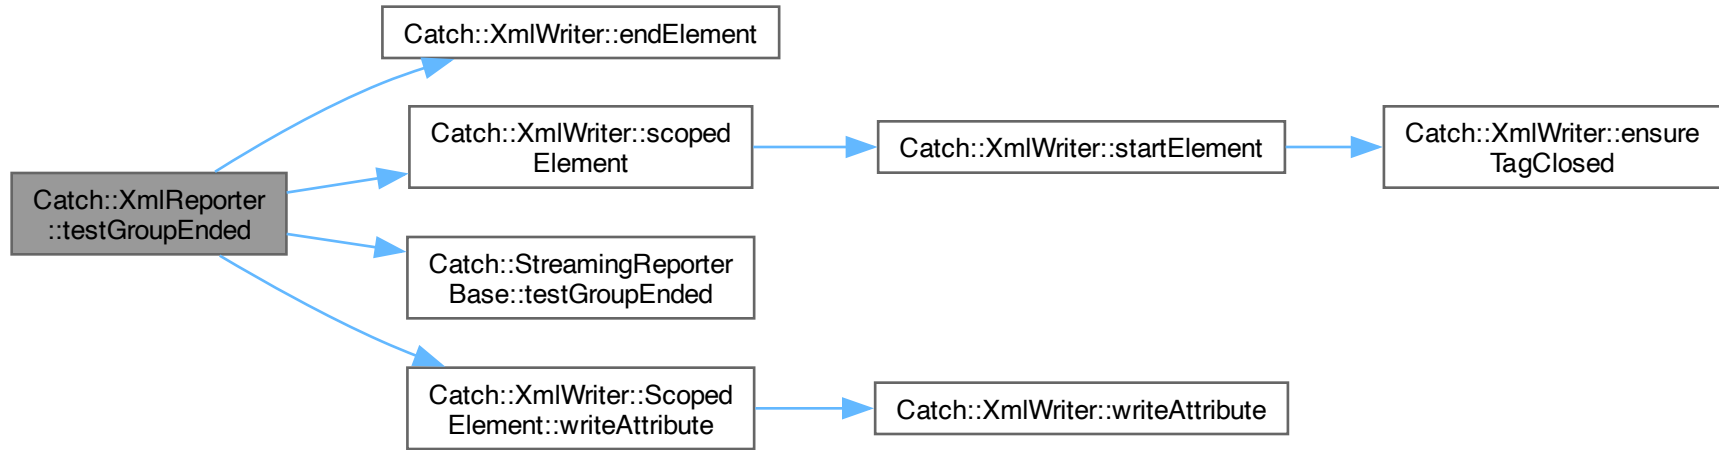 Catch::XmlReporter
::testGroupEnded
Catch::XmlWriter::endElement
Catch::XmlWriter::scoped
Element
Catch::XmlWriter::startElement
Catch::XmlWriter::ensure
TagClosed
Catch::StreamingReporter
Base::testGroupEnded
Catch::XmlWriter::Scoped
Element::writeAttribute
Catch::XmlWriter::writeAttribute